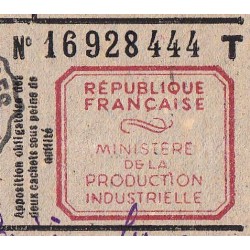 N° 16928444 T
RÉPUBLIQUE
FRANÇAISE
MINISTÈRE
DE LA
PRODUCTION
INDUSTRIELLE
Apposition obligatoire des
deux cachets sous peine de
nullité